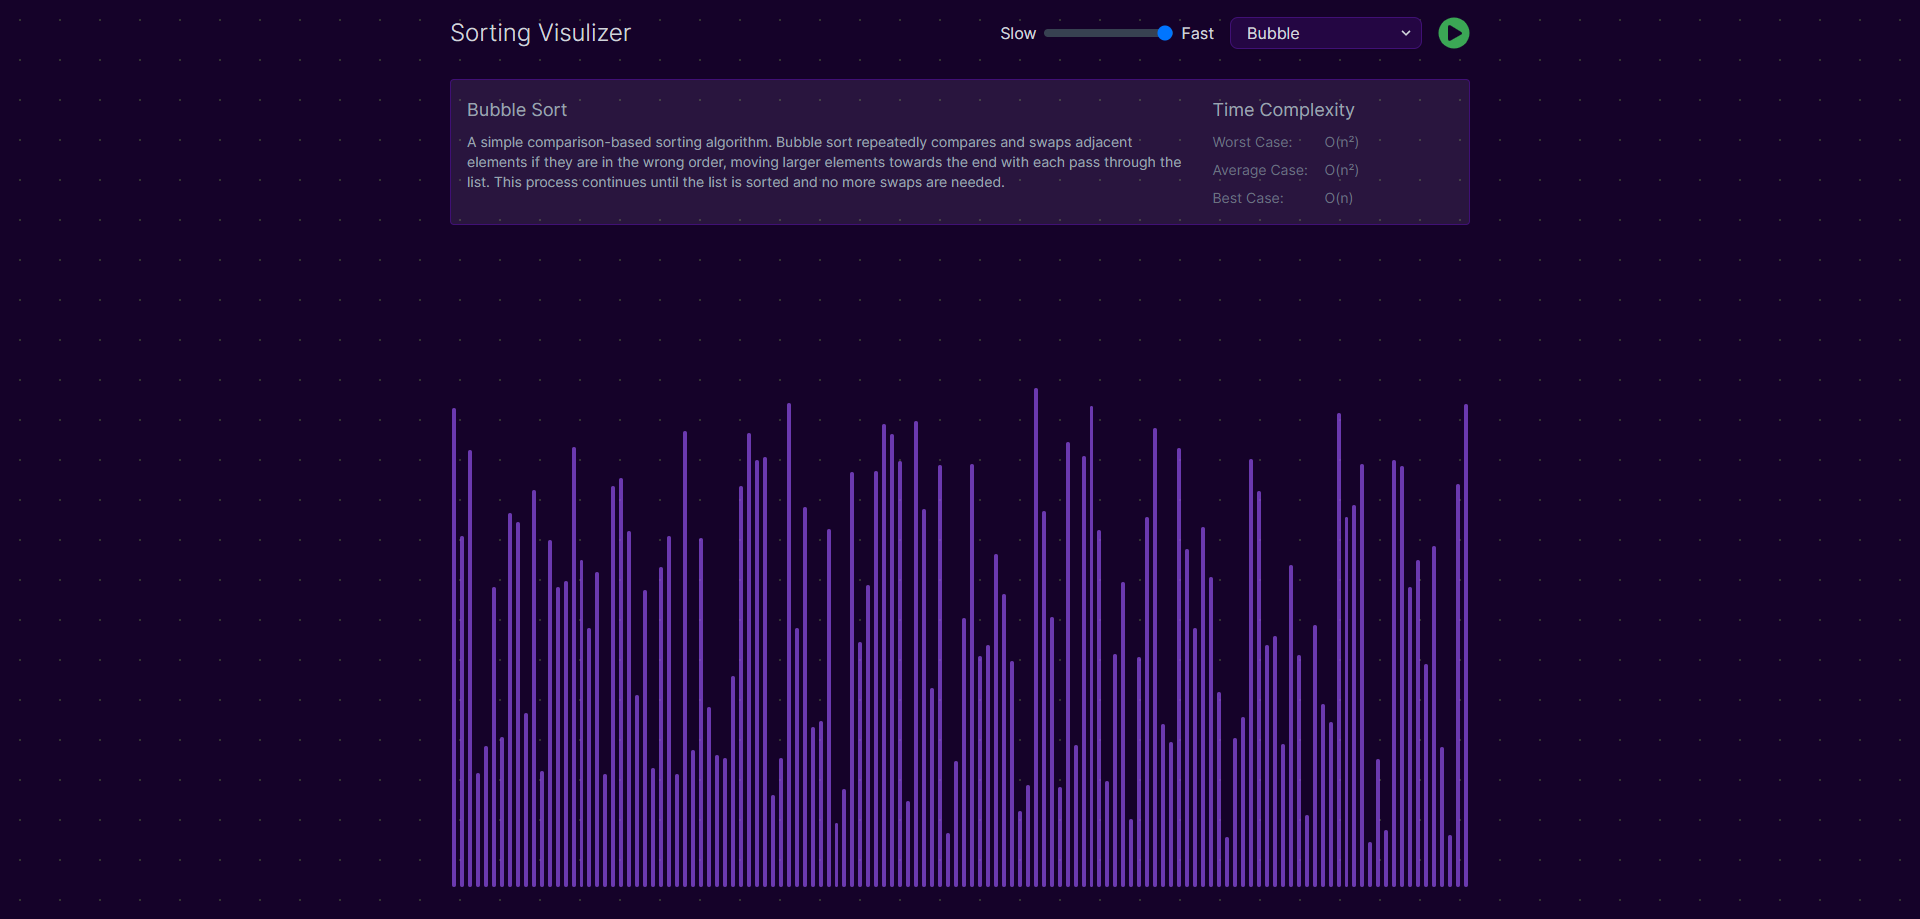 Sorting Visulizer
Slow Fast Bubble
Bubble Sort
A simple comparison-based sorting algorithm. Bubble sort repeatedly compares and swaps adjacent
elements if they are in the wrong order, moving larger elements towards the end with each pass through the
list. This process continues until the list is sorted and no more swaps are needed.
Time Complexity
Worst Case: O(n²)
Average Case: O(n²)
Best Case: O(n)